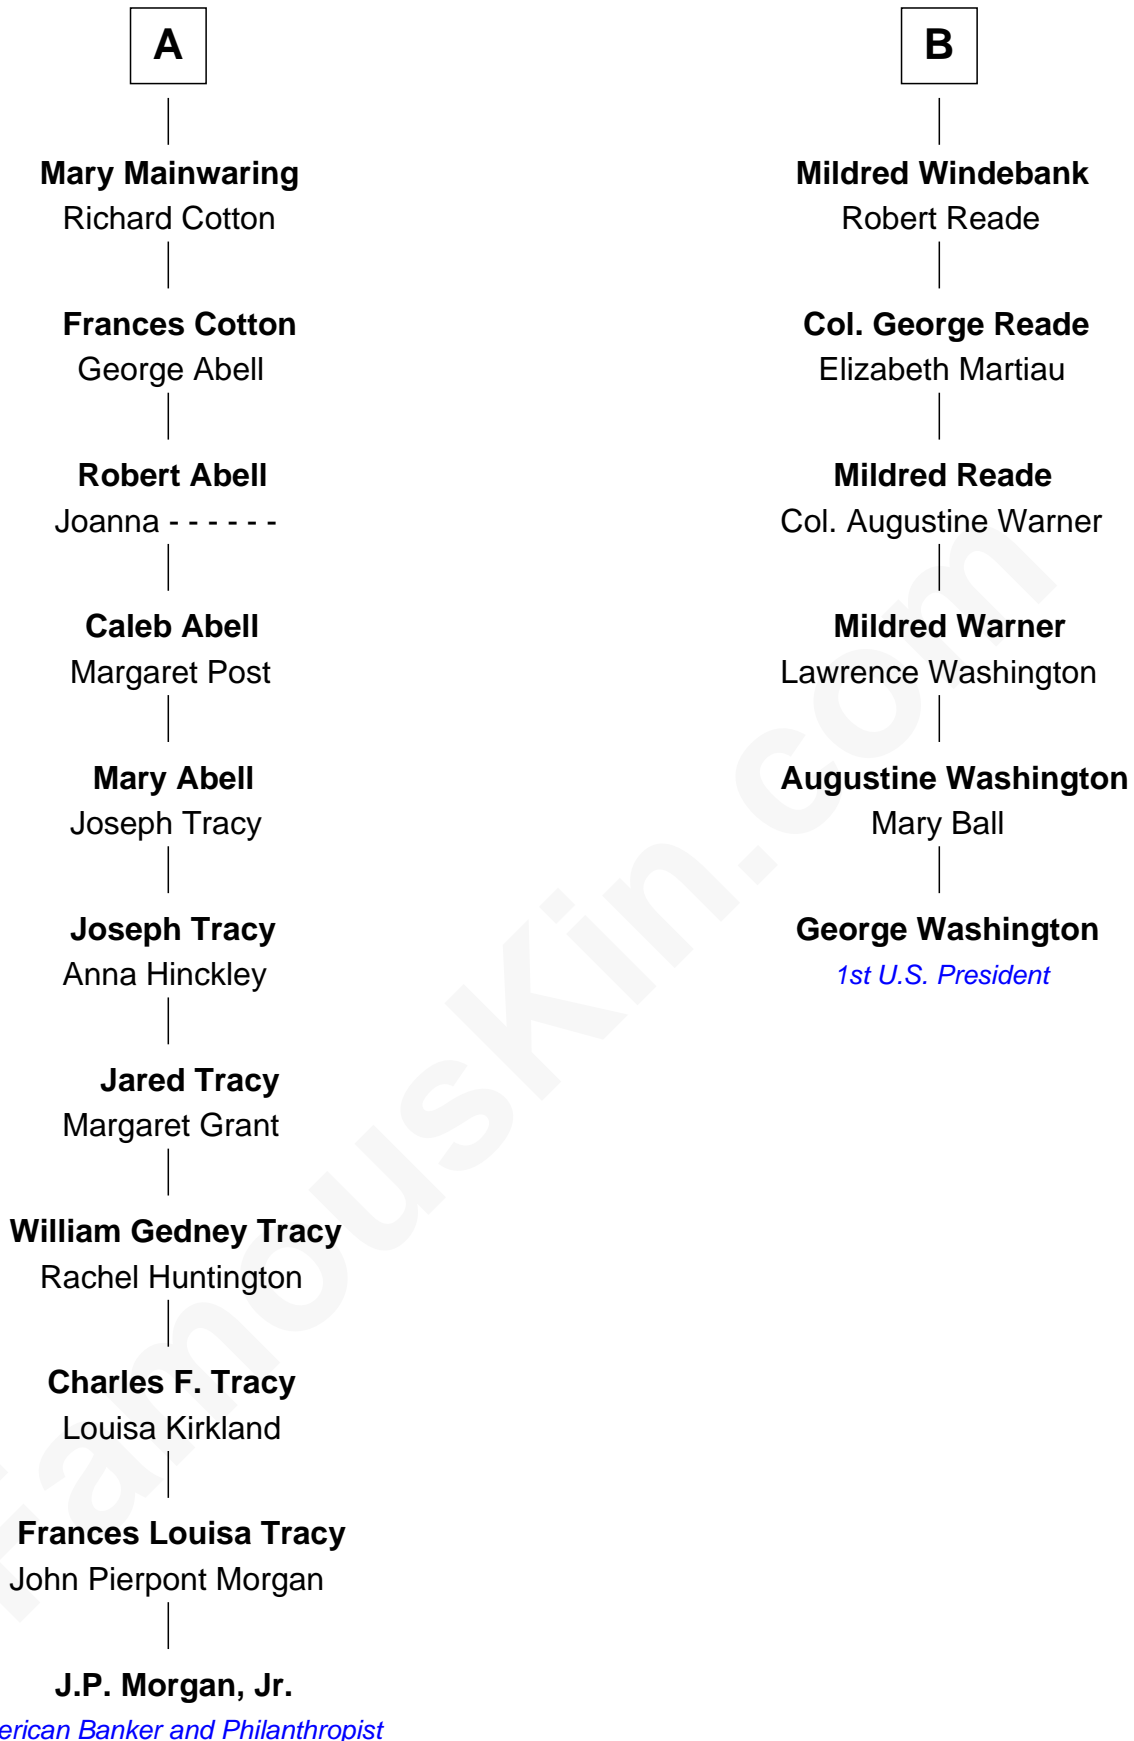 A
Mary Mainwaring
Richard Cotton
Frances Cotton
George Abell
Robert Abell
Joanna - - - - - -
Caleb Abell
Margaret Post
Mary Abell
Joseph Tracy
Joseph Tracy
Anna Hinckley
Jared Tracy
Margaret Grant
William Gedney Tracy
Rachel Huntington
Charles F. Tracy
Louisa Kirkland
Frances Louisa Tracy
John Pierpont Morgan
J.P. Morgan, Jr.
erican Banker and Philanthropist
B
Mildred Windebank
Robert Reade
Col. George Reade
Elizabeth Martiau
Mildred Reade
Col. Augustine Warner
Mildred Warner
Lawrence Washington
Augustine Washington
Mary Ball
George Washington
1st U.S. President
FamousKin.com